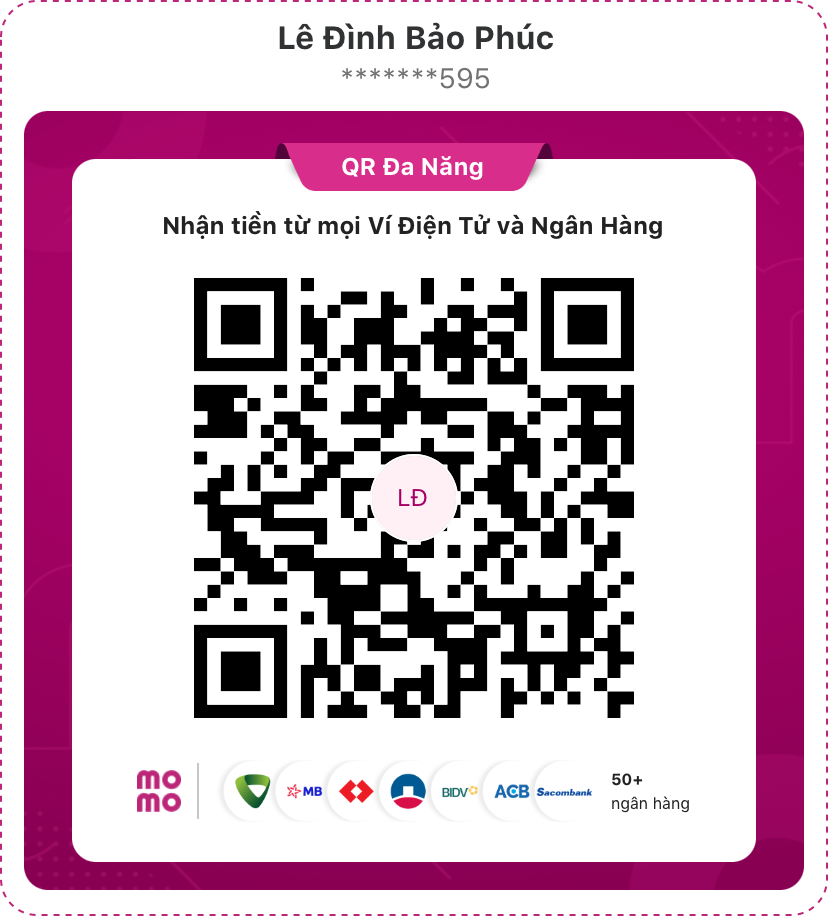 Lê Đình Bảo Phúc
*******595
QR Đa Năng
Nhận tiền từ mọi Ví Điện Tử và Ngân Hàng
LĐ
mo
mo
MB
BIDV
ACB
Sacombank
50+
ngân hàng